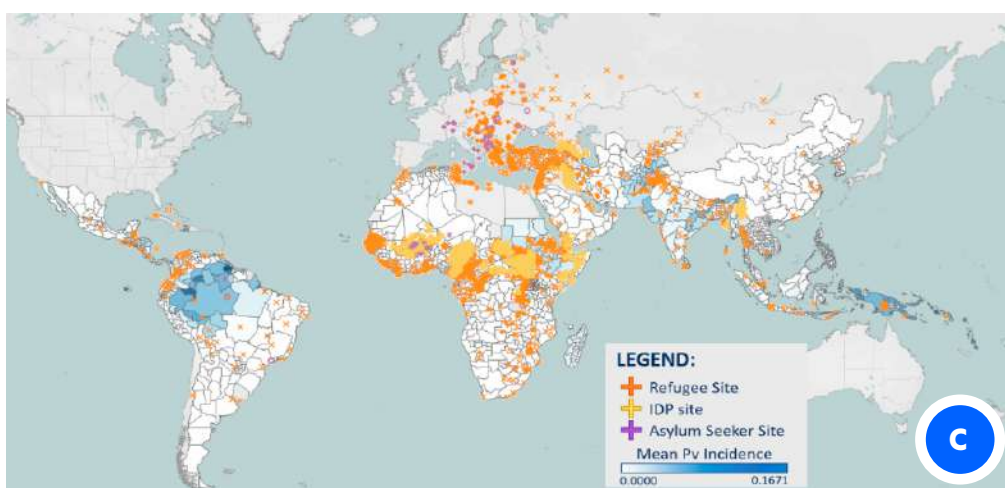 LEGEND:
Refugee Site
IDP site
Asylum Seeker Site
Mean Pv Incidence
0.0000 0.1671
C